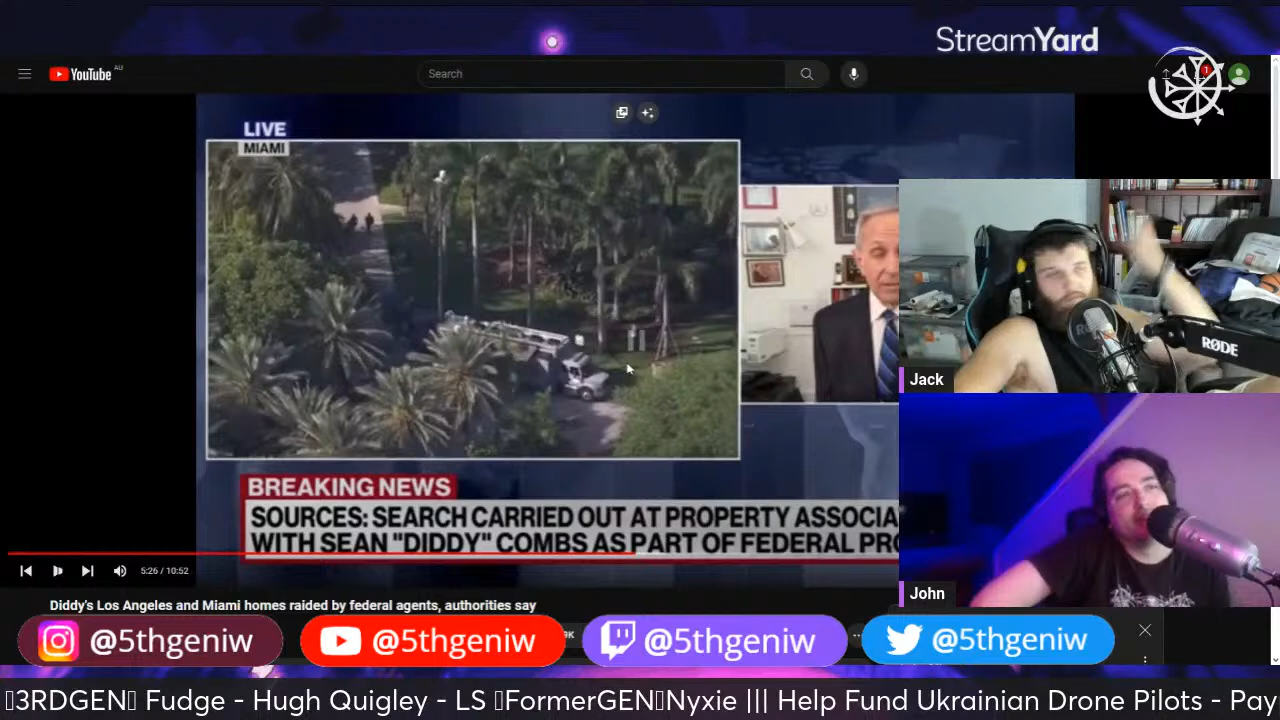 StreamYard
YouTube AU
Search
1
LIVE
MIAMI
RØDE
Jack
BREAKING NEWS
SOURCES: SEARCH CARRIED OUT AT PROPERTY ASSOCIA
WITH SEAN "DIDDY" COMBS AS PART OF FEDERAL PRO
5:26 / 10:52
John
Diddy's Los Angeles and Miami homes raided by federal agents, authorities say
@5thgeniw
@5thgeniw
@5thgeniw
@5thgeniw
3RDGEN Fudge - Hugh Quigley - LS FormerGEN Nyxie ||| Help Fund Ukrainian Drone Pilots - Pay